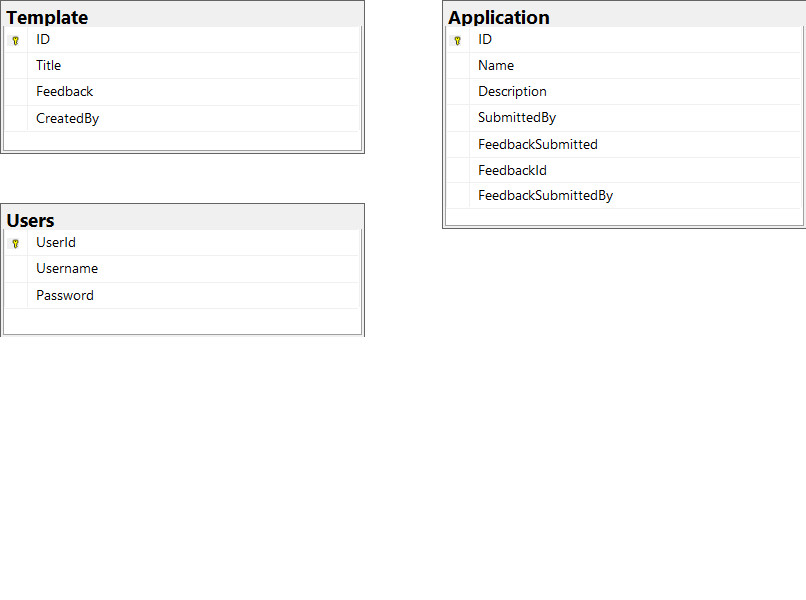 Template
ID
Title
Feedback
CreatedBy
Users
UserId
Username
Password
Application
ID
Name
Description
SubmittedBy
FeedbackSubmitted
FeedbackId
FeedbackSubmittedBy